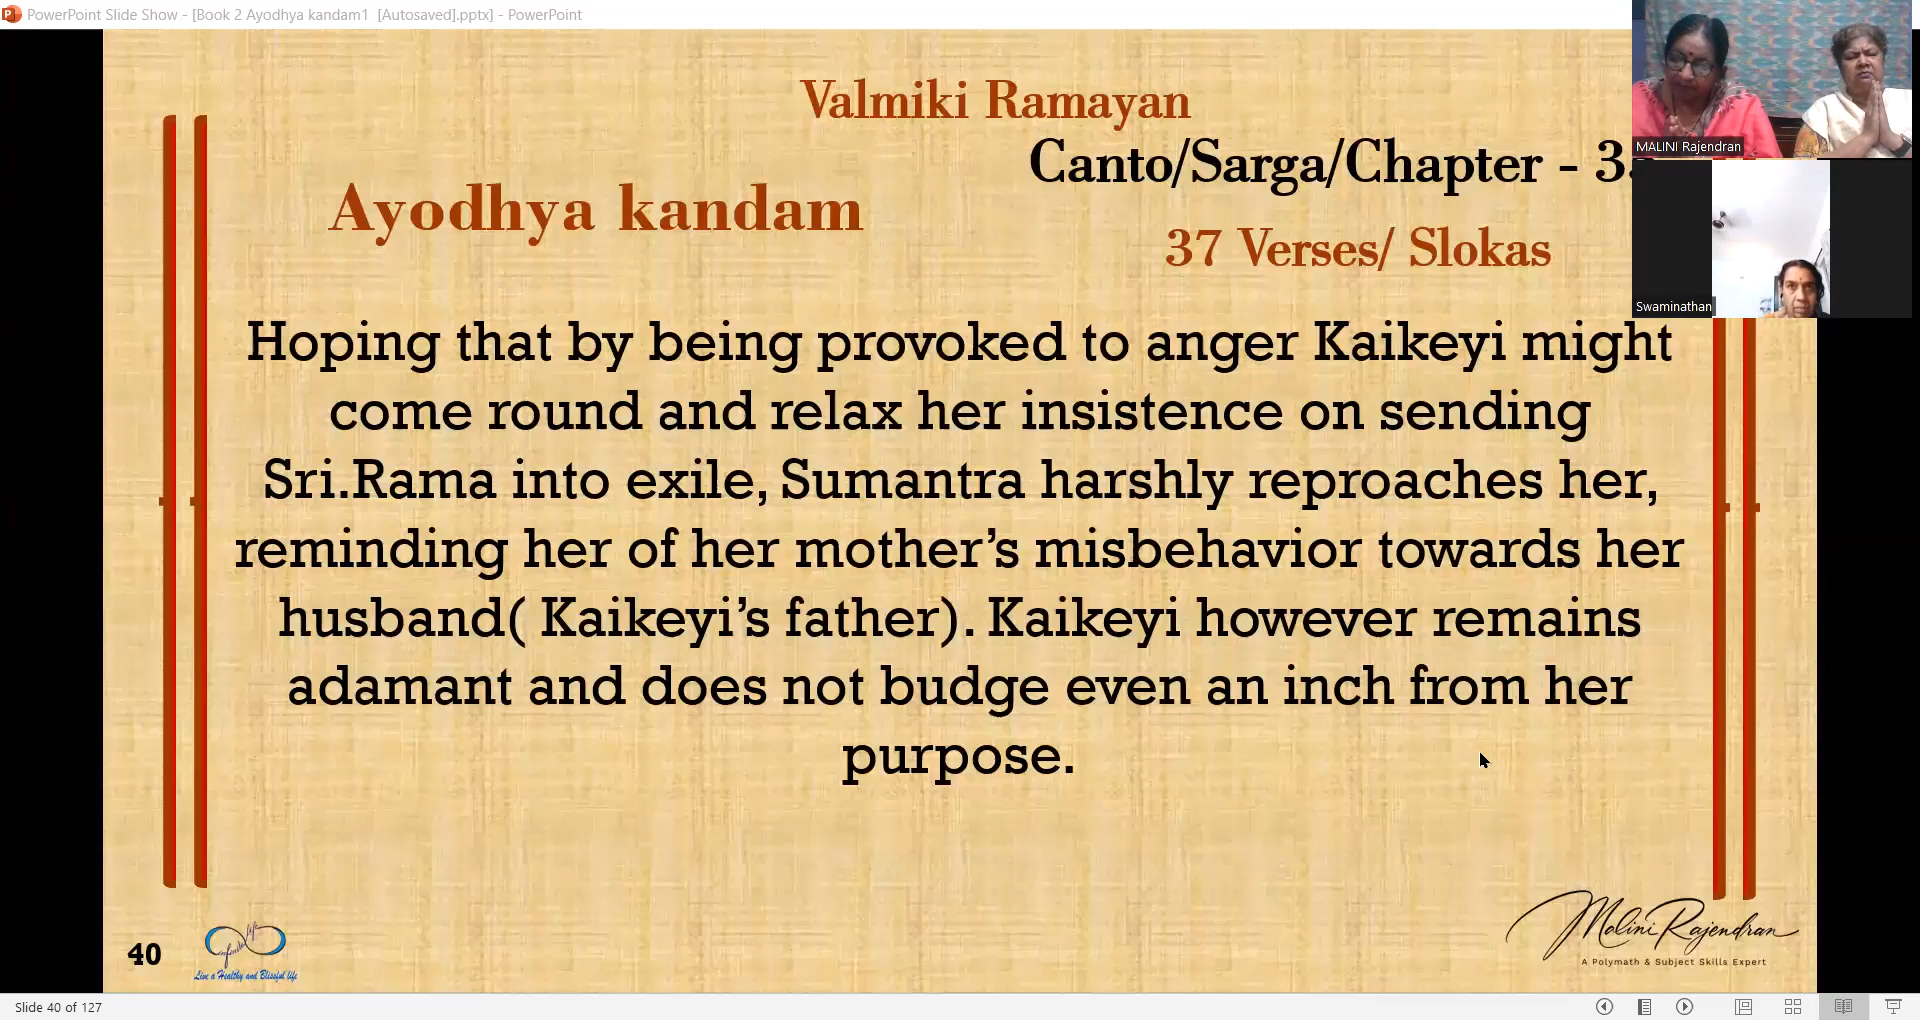 PowerPoint Slide Show - [Book 2 Ayodhya kandam1 [Autosaved].pptx] - PowerPoint
Valmiki Ramayan
Canto/Sarga/Chapter -
Ayodhya kandam
37 Verses/ Slokas
MALINI Rajendran
Swaminathan
Hoping that by being provoked to anger Kaikeyi might
come round and relax her insistence on sending
Sri.Rama into exile, Sumantra harshly reproaches her,
reminding her of her mother’s misbehavior towards her
husband( Kaikeyi’s father). Kaikeyi however remains
adamant and does not budge even an inch from her
purpose.
40
infinite life
Live a Healthy and Blissful life
Malini Rajendran
A Polymath & Subject Skills Expert
Slide 40 of 127